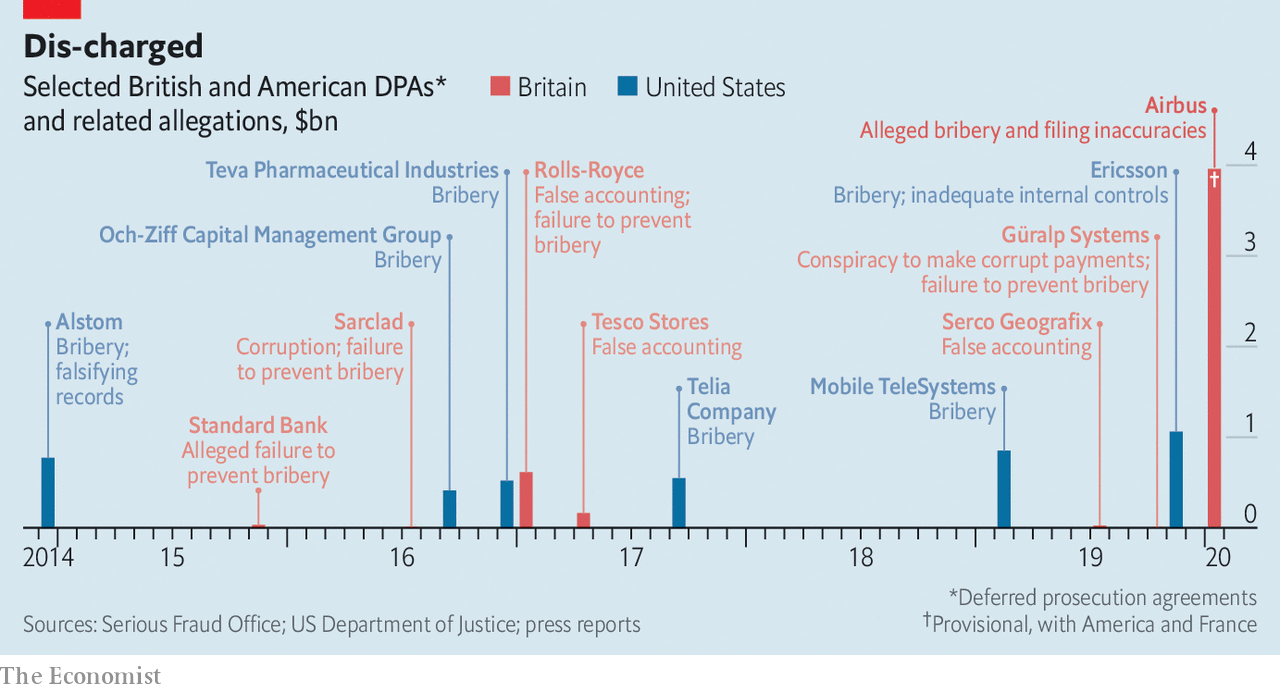 Dis-charged
Selected British and American DPAs*
and related allegations, $bn
Britain
United States
Airbus
Alleged bribery and filing inaccuracies
Teva Pharmaceutical Industries
Bribery
Rolls-Royce
False accounting;
failure to prevent
bribery
Ericsson
Bribery; inadequate internal controls
Och-Ziff Capital Management Group
Bribery
Güralp Systems
Conspiracy to make corrupt payments;
failure to prevent bribery
Alstom
Bribery;
falsifying
records
Sarclad
Corruption; failure
to prevent bribery
Tesco Stores
False accounting
Serco Geografix
False accounting
Standard Bank
Alleged failure to
prevent bribery
Telia
Company
Bribery
Mobile TeleSystems
Bribery
†
4
3
2
1
0
2014 15 16 17 18 19 20
*Deferred prosecution agreements
Sources: Serious Fraud Office; US Department of Justice; press reports
†Provisional, with America and France
The Economist